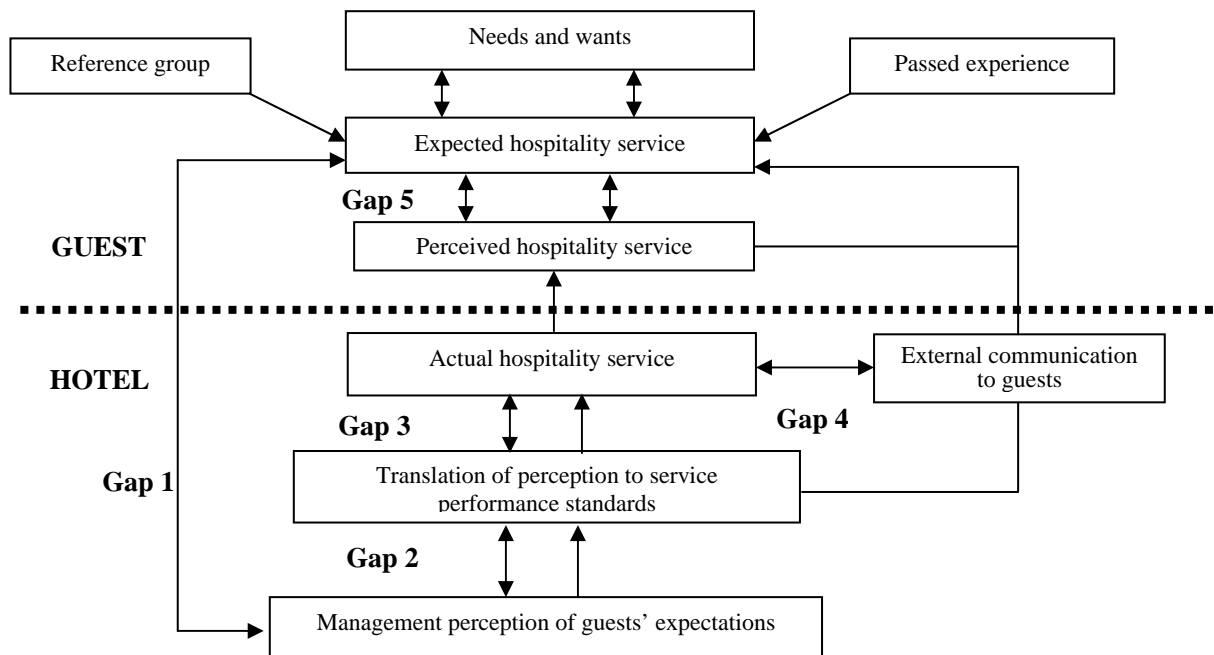 Needs and wants
Reference group
Passed experience
Expected hospitality service
Gap 5
GUEST
Perceived hospitality service
Actual hospitality service
External communication
to guests
HOTEL
Gap 3
Gap 4
Gap 1
Translation of perception to service
performance standards
Gap 2
Management perception of guests’ expectations